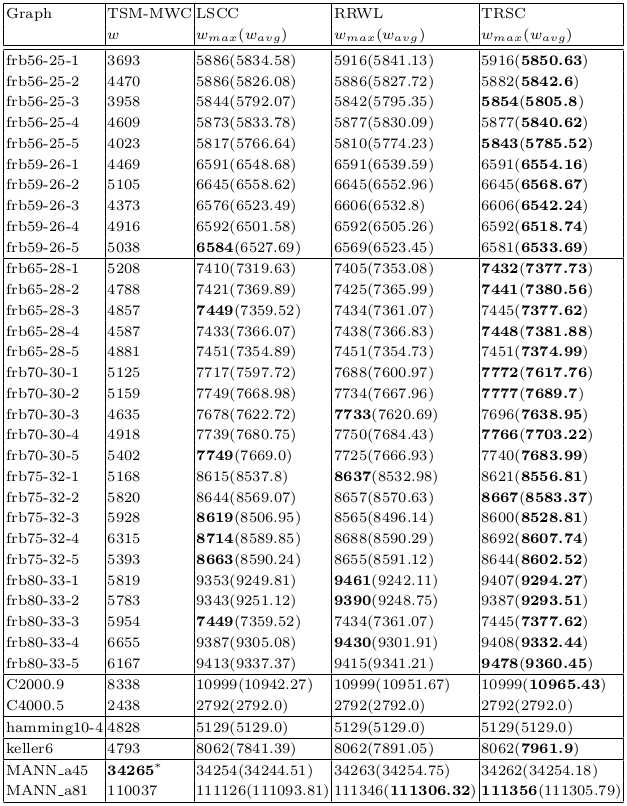 Graph TSM-MWC LSCC RRWL TRSC
w wmax(wavg) wmax(wavg) wmax(wavg)
frb56-25-1 3693 5886(5834.58) 5916(5841.13) 5916(5850.63)
frb56-25-2 4470 5886(5826.08) 5886(5827.72) 5882(5842.6)
frb56-25-3 3958 5844(5792.07) 5842(5795.35) 5854(5805.8)
frb56-25-4 4609 5873(5833.78) 5877(5830.09) 5877(5840.62)
frb56-25-5 4023 5817(5766.64) 5810(5774.23) 5843(5785.52)
frb59-26-1 4469 6591(6548.68) 6591(6539.59) 6591(6554.16)
frb59-26-2 5105 6645(6558.62) 6645(6552.96) 6645(6568.67)
frb59-26-3 4373 6576(6523.49) 6606(6532.8) 6606(6542.24)
frb59-26-4 4916 6592(6501.58) 6592(6505.26) 6592(6518.74)
frb59-26-5 5038 6584(6527.69) 6569(6523.45) 6581(6533.69)
frb65-28-1 5208 7410(7319.63) 7405(7353.08) 7432(7377.73)
frb65-28-2 4788 7421(7369.89) 7425(7365.99) 7441(7380.56)
frb65-28-3 4857 7449(7359.52) 7434(7361.07) 7445(7377.62)
frb65-28-4 4587 7433(7366.07) 7438(7366.83) 7448(7381.88)
frb65-28-5 4881 7451(7354.89) 7451(7354.73) 7451(7374.99)
frb70-30-1 5125 7717(7597.72) 7688(7600.97) 7772(7617.76)
frb70-30-2 5159 7749(7668.98) 7734(7667.96) 7777(7689.7)
frb70-30-3 4635 7678(7622.72) 7733(7620.69) 7696(7638.95)
frb70-30-4 4918 7739(7680.75) 7750(7684.43) 7766(7703.22)
frb70-30-5 5402 7749(7669.0) 7725(7666.93) 7740(7683.99)
frb75-32-1 5168 8615(8537.8) 8637(8532.98) 8621(8556.81)
frb75-32-2 5820 8644(8569.07) 8657(8570.63) 8667(8583.37)
frb75-32-3 5928 8619(8506.95) 8565(8496.14) 8600(8528.81)
frb75-32-4 6315 8714(8589.85) 8688(8590.29) 8692(8607.74)
frb75-32-5 5393 8663(8590.24) 8655(8591.12) 8644(8602.52)
frb80-33-1 5819 9353(9249.81) 9461(9242.11) 9407(9294.27)
frb80-33-2 5783 9343(9251.12) 9390(9248.75) 9387(9293.51)
frb80-33-3 5954 7449(7359.52) 7434(7361.07) 7445(7377.62)
frb80-33-4 6655 9387(9305.08) 9430(9301.91) 9408(9332.44)
frb80-33-5 6167 9413(9337.37) 9415(9341.21) 9478(9360.45)
C2000.9 8338 10999(10942.27) 10999(10951.67) 10999(10965.43)
C4000.5 2438 2792(2792.0) 2792(2792.0) 2792(2792.0)
hamming10-4 4828 5129(5129.0) 5129(5129.0) 5129(5129.0)
keller6 4793 8062(7841.39) 8062(7891.05) 8062(7961.9)
MANN_a45 34265* 34254(34244.51) 34263(34254.75) 34262(34254.18)
MANN_a81 110037 111126(111093.81) 111346(111306.32) 111356(111305.79)